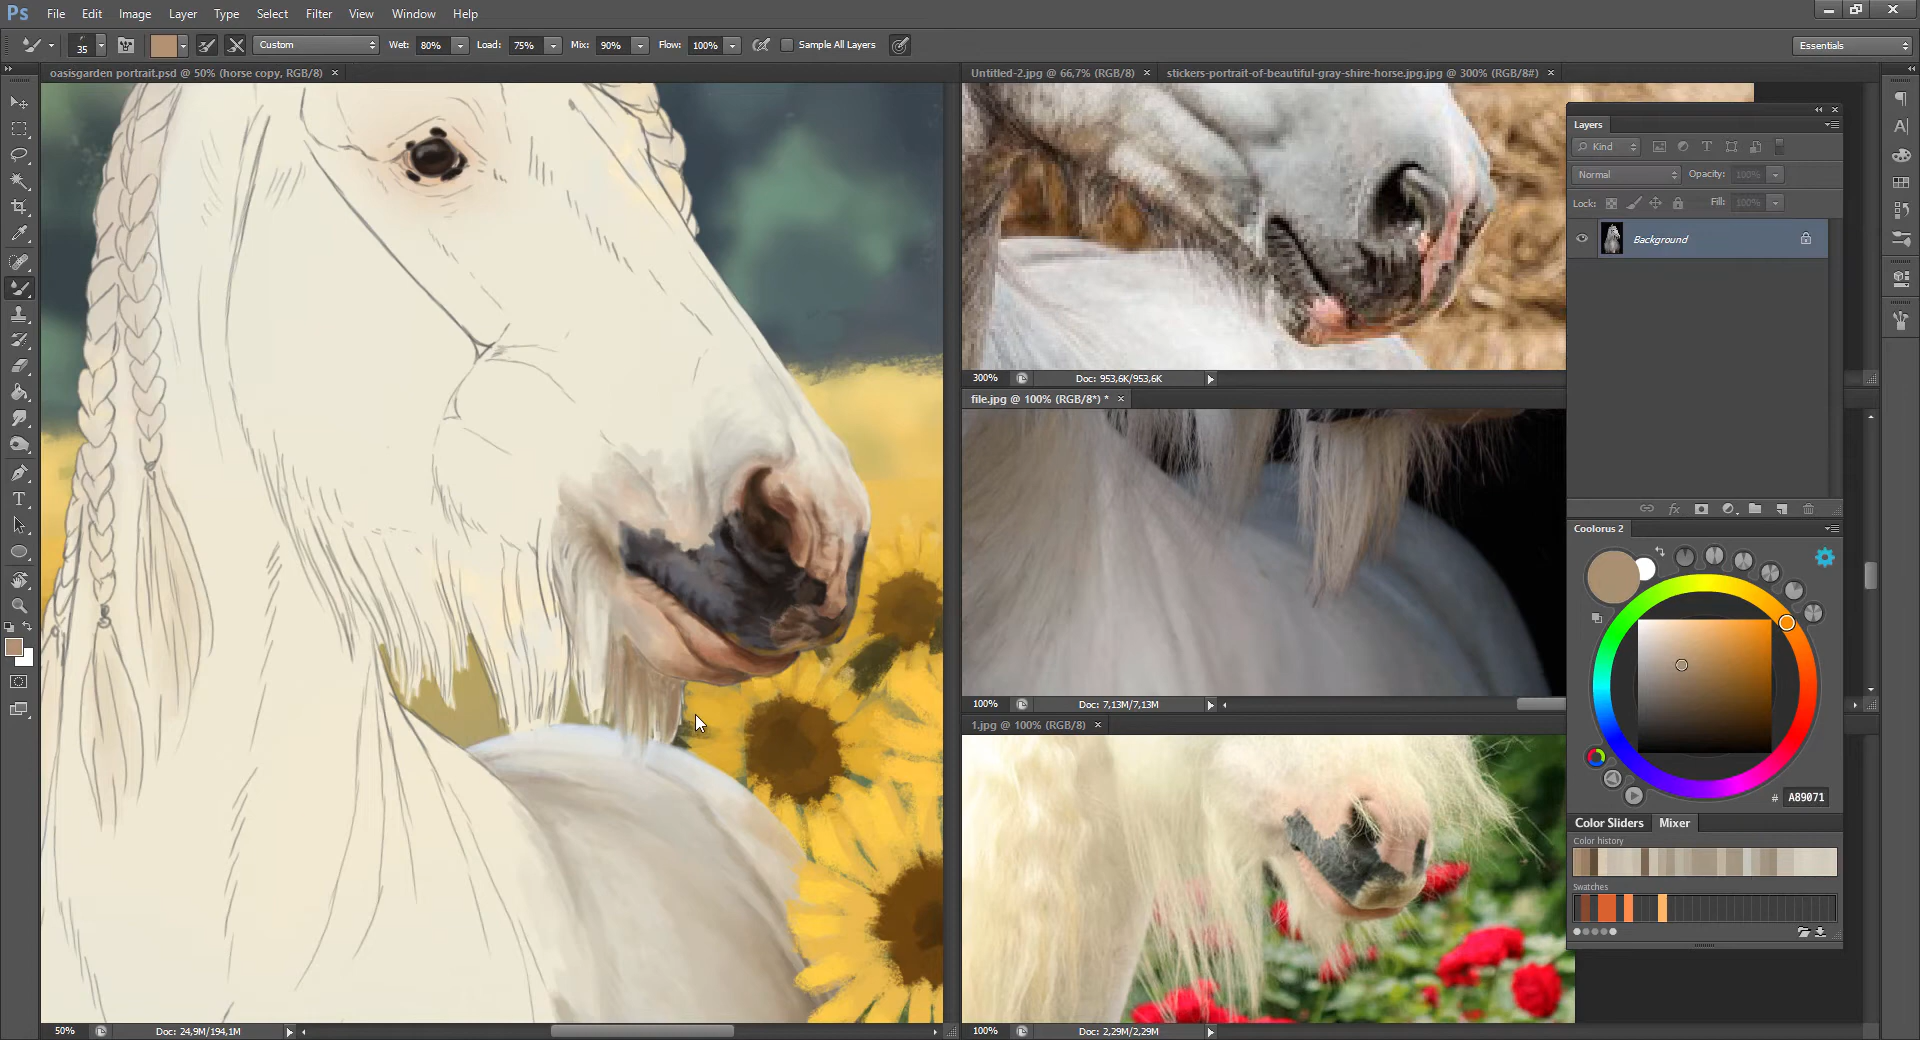 Ps File Edit Image Layer Type Select Filter View Window Help
35 Custom Wet: 80% Load: 75% Mix: 90% Flow: 100% Sample All Layers Essentials
oasisgarden portrait.psd @ 50% (horse copy, RGB/8) ×
Untitled-2.jpg @ 66,7% (RGB/8) × stickers-portrait-of-beautiful-gray-shire-horse.jpg.jpg @ 300% (RGB/8#) ×
Layers
Kind
Normal Opacity: 100%
Lock: Fill: 100%
Background
300% Doc: 953,6K/953,6K
file.jpg @ 100% (RGB/8*) * ×
Coolorus 2
100% Doc: 7,13M/7,13M
1.jpg @ 100% (RGB/8) ×
# A89071
Color Sliders Mixer
Color history
Swatches
50% Doc: 24,9M/194,1M
100% Doc: 2,29M/2,29M